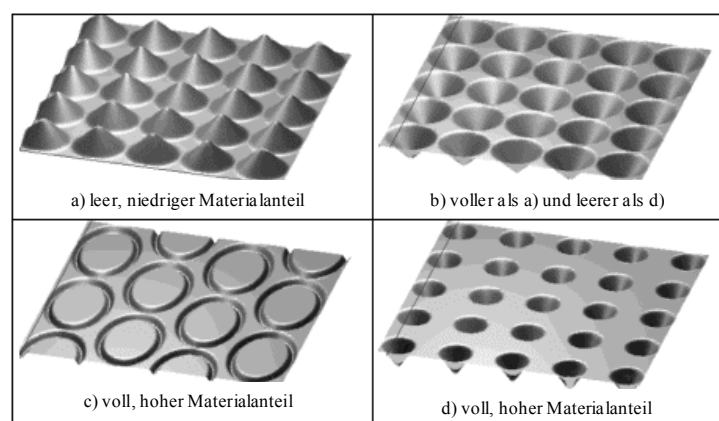 a) leer, niedriger Materialanteil
b) voller als a) und leerer als d)
c) voll, hoher Materialanteil
d) voll, hoher Materialanteil